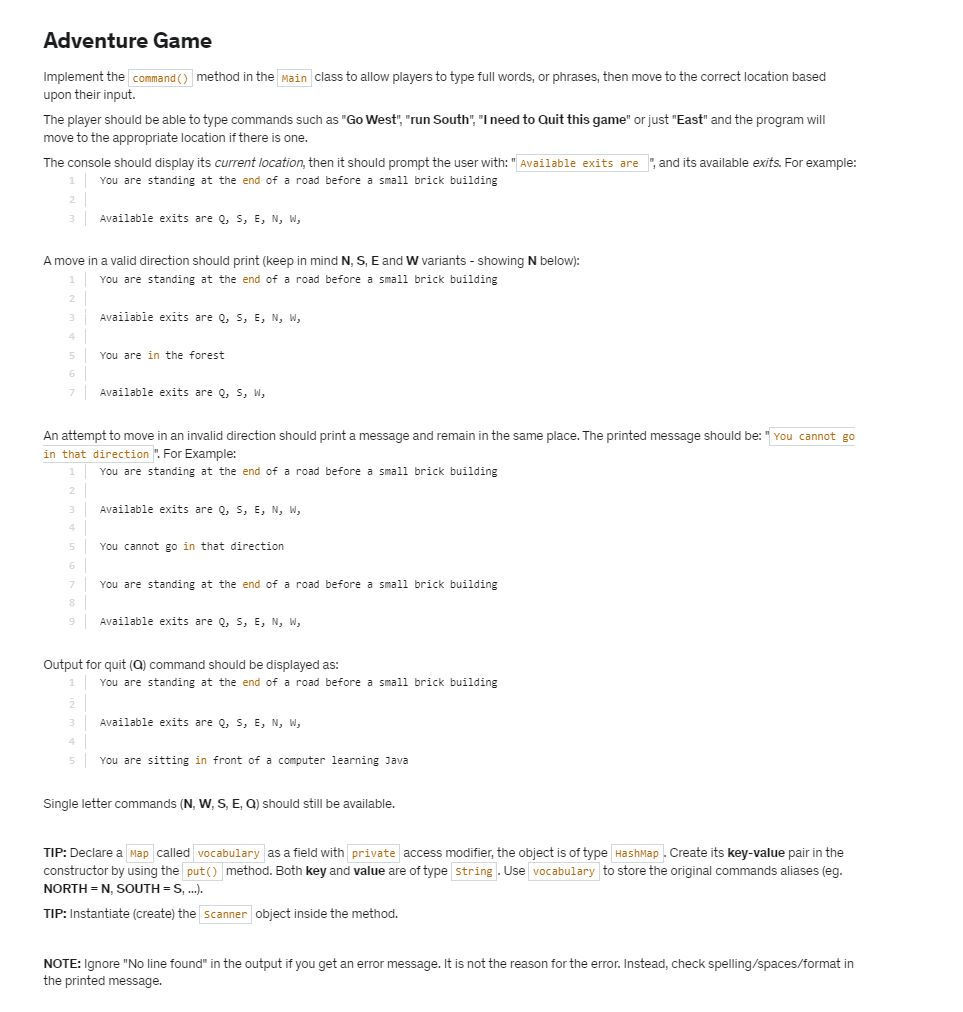 Adventure Game
Implement the command() method in the Main class to allow players to type full words, or phrases, then move to the correct location based
upon their input.
The player should be able to type commands such as "Go West", "run South", "I need to Quit this game" or just "East" and the program will
move to the appropriate location if there is one.
The console should display its current location, then it should prompt the user with: "Available exits are ", and its available exits. For example:
1 You are standing at the end of a road before a small brick building
2
3 Available exits are Q, S, E, N, W,
A move in a valid direction should print (keep in mind N, S, E and W variants - showing N below):
1 You are standing at the end of a road before a small brick building
2
3 Available exits are Q, S, E, N, W,
4
5 You are in the forest
6
7 Available exits are Q, S, W,
An attempt to move in an invalid direction should print a message and remain in the same place. The printed message should be: "You cannot go
in that direction". For Example:
1 You are standing at the end of a road before a small brick building
2
3 Available exits are Q, S, E, N, W,
4
5 You cannot go in that direction
6
7 You are standing at the end of a road before a small brick building
8
9 Available exits are Q, S, E, N, W,
Output for quit (Q) command should be displayed as:
1 You are standing at the end of a road before a small brick building
2
3 Available exits are Q, S, E, N, W,
4
5 You are sitting in front of a computer learning Java
Single letter commands (N, W, S, E, Q) should still be available.
TIP: Declare a Map called vocabulary as a field with private access modifier, the object is of type HashMap. Create its key-value pair in the
constructor by using the put() method. Both key and value are of type String. Use vocabulary to store the original commands aliases (eg.
NORTH = N, SOUTH = S, ...).
TIP: Instantiate (create) the Scanner object inside the method.
NOTE: Ignore "No line found" in the output if you get an error message. It is not the reason for the error. Instead, check spelling/spaces/format in
the printed message.